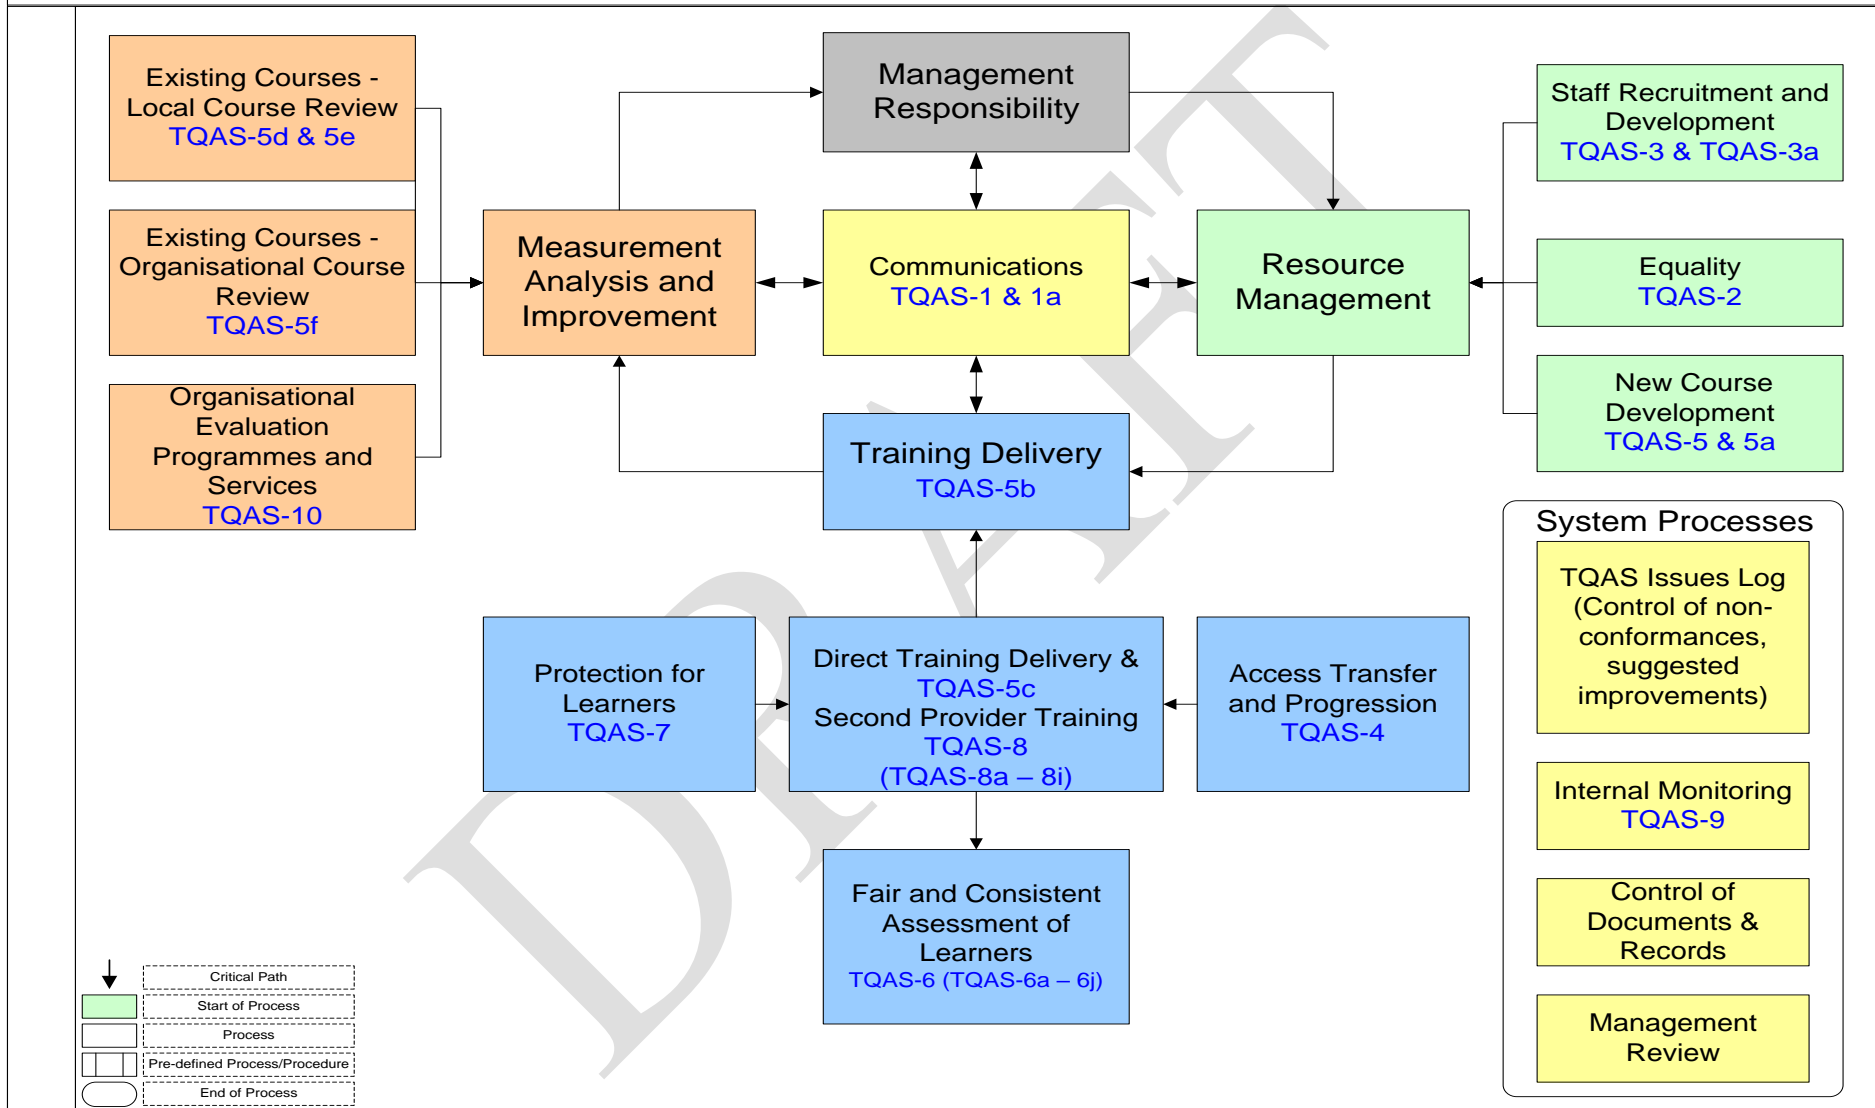 Existing Courses -
Local Course Review
TQAS-5d & 5e
Existing Courses -
Organisational Course
Review
TQAS-5f
Organisational
Evaluation
Programmes and
Services
TQAS-10
Measurement
Analysis and
Improvement
Management
Responsibility
Communications
TQAS-1 & 1a
Training Delivery
TQAS-5b
Resource
Management
Staff Recruitment and
Development
TQAS-3 & TQAS-3a
Equality
TQAS-2
New Course
Development
TQAS-5 & 5a
Protection for
Learners
TQAS-7
Direct Training Delivery &
TQAS-5c
Second Provider Training
TQAS-8
(TQAS-8a – 8i)
Access Transfer
and Progression
TQAS-4
Fair and Consistent
Assessment of
Learners
TQAS-6 (TQAS-6a – 6j)
System Processes
TQAS Issues Log
(Control of non-
conformances,
suggested
improvements)
Internal Monitoring
TQAS-9
Control of
Documents &
Records
Management
Review
Critical Path
Start of Process
Process
Pre-defined Process/Procedure
End of Process
DRAFT